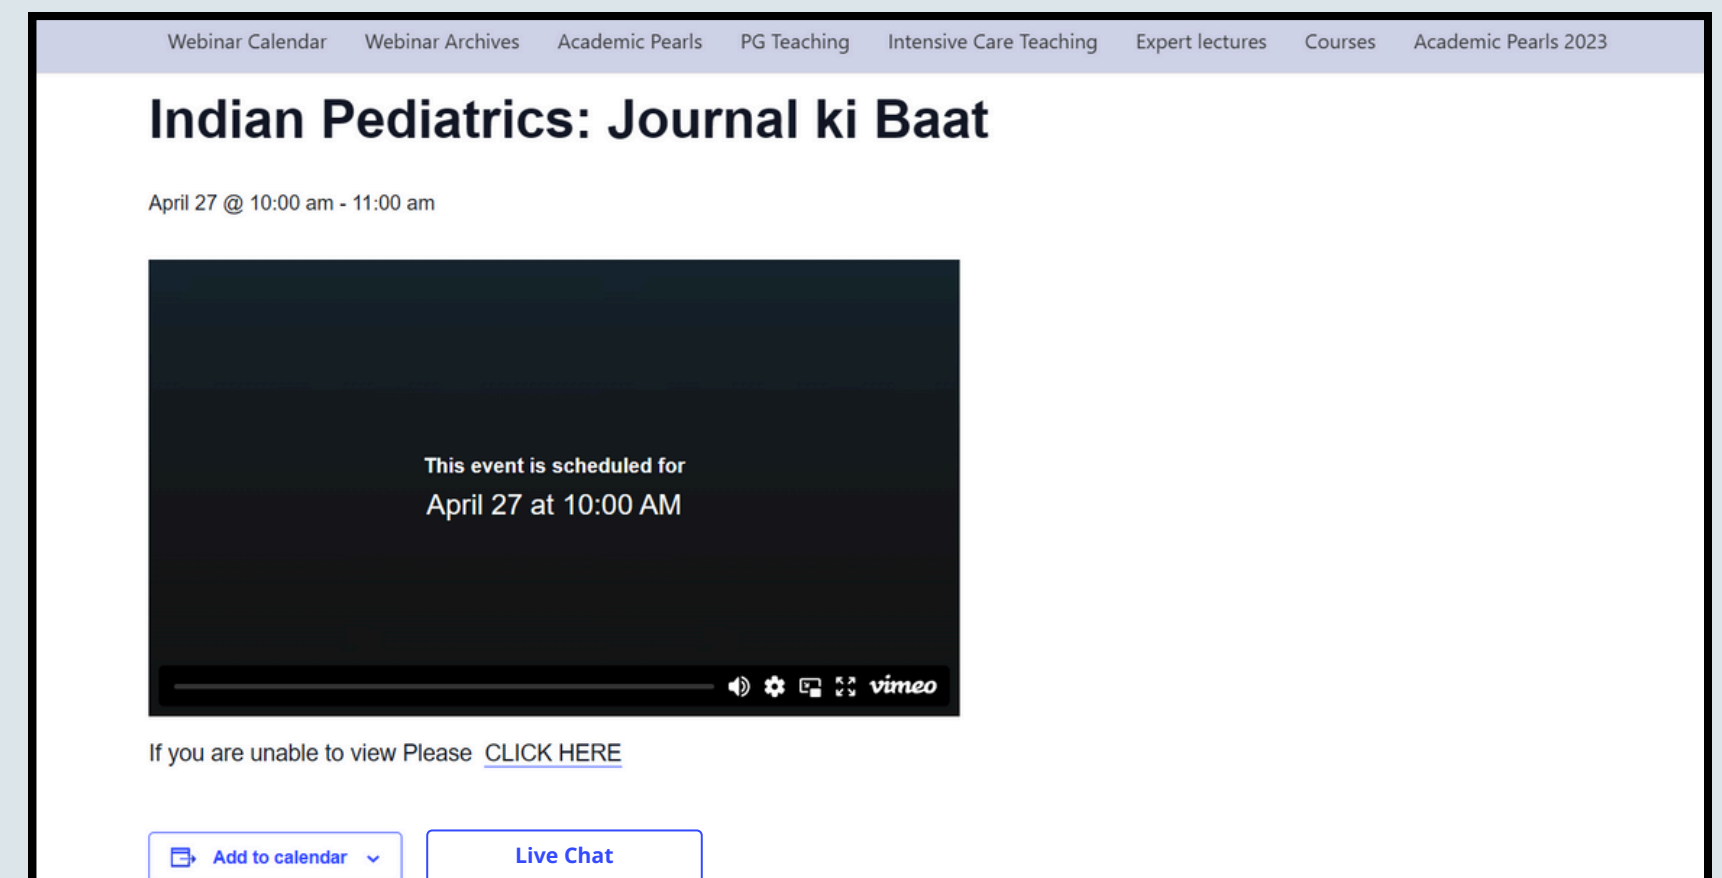 Webinar Calendar Webinar Archives Academic Pearls PG Teaching Intensive Care Teaching Expert lectures Courses Academic Pearls 2023
Indian Pediatrics: Journal ki Baat
April 27 @ 10:00 am - 11:00 am
This event is scheduled for
April 27 at 10:00 AM
vimeo
If you are unable to view Please CLICK HERE
Add to calendar Live Chat